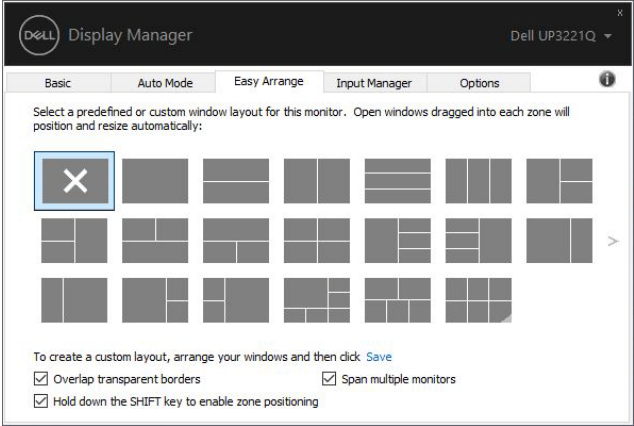 x
DELL Display Manager Dell UP3221Q
Basic Auto Mode Easy Arrange Input Manager Options
Select a predefined or custom window layout for this monitor. Open windows dragged into each zone will
position and resize automatically:
To create a custom layout, arrange your windows and then click Save
Overlap transparent borders Span multiple monitors
Hold down the SHIFT key to enable zone positioning